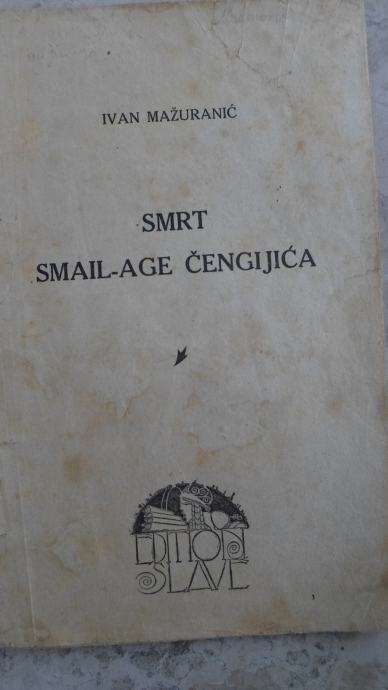 IVAN MAŽURANIĆ
SMRT
SMAIL-AGE ČENGIJIĆA
EDITION
SLAVE